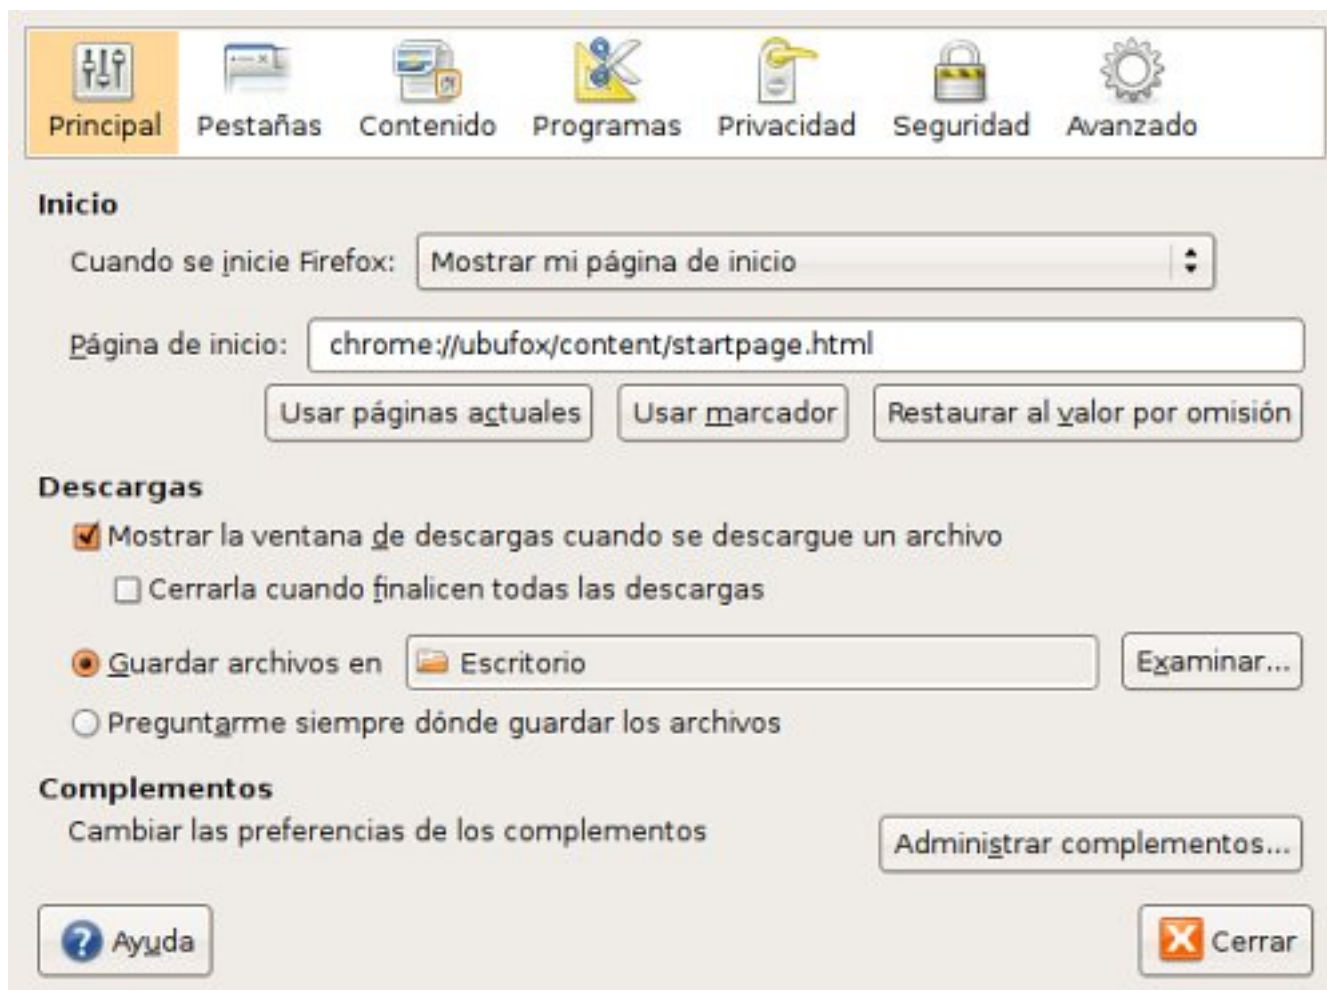 Principal Pestañas Contenido Programas Privacidad Seguridad Avanzado
Inicio
Cuando se inicie Firefox: Mostrar mi página de inicio
Página de inicio: chrome://ubufox/content/startpage.html
Usar páginas actuales Usar marcador Restaurar al valor por omisión
Descargas
Mostrar la ventana de descargas cuando se descargue un archivo
Cerrarla cuando finalicen todas las descargas
Guardar archivos en Escritorio Examinar...
Preguntarme siempre dónde guardar los archivos
Complementos
Cambiar las preferencias de los complementos
Administrar complementos...
Ayuda Cerrar